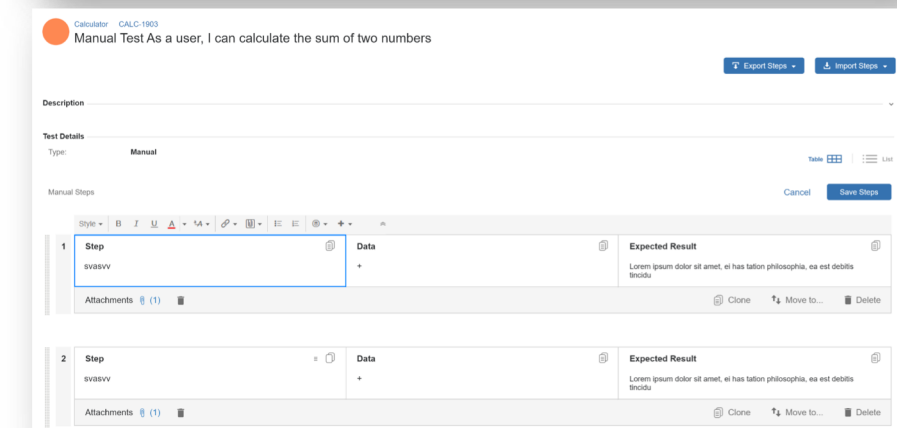 Calculator CALC-1903
Manual Test As a user, I can calculate the sum of two numbers
Export Steps Import Steps
Description
Test Details
Type: Manual
Table List
Manual Steps Cancel Save Steps
Style B I U A
1 Step Data Expected Result
svasvv + Lorem ipsum dolor sit amet, ei has tation philosophia, ea est debitis
tincidu
Attachments (1) Clone Move to... Delete
2 Step Data Expected Result
svasvv + Lorem ipsum dolor sit amet, ei has tation philosophia, ea est debitis
tincidu
Attachments (1) Clone Move to... Delete